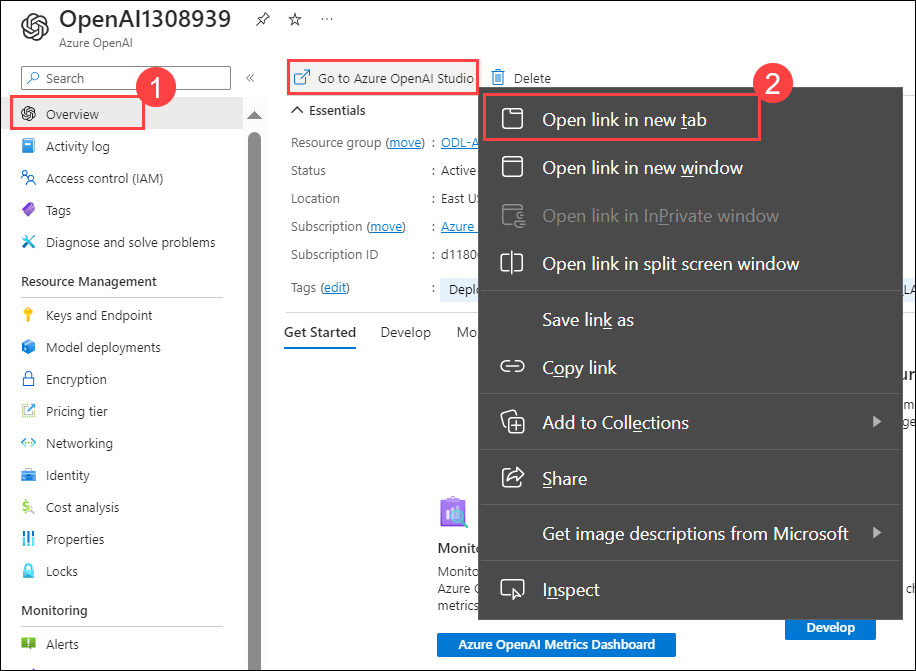 OpenAI1308939
Azure OpenAI
Search
1
Overview
Activity log
Access control (IAM)
Tags
Diagnose and solve problems
Resource Management
Keys and Endpoint
Model deployments
Encryption
Pricing tier
Networking
Identity
Cost analysis
Properties
Locks
Monitoring
Alerts
Go to Azure OpenAI Studio
Delete
Essentials
Resource group (move) : ODL-A
Status : Active
Location : East US
Subscription (move) : Azure
Subscription ID : d1180
Tags (edit) : Deplo
Get Started Develop Mo
Monito
Monito
Azure O
metrics
Azure OpenAI Metrics Dashboard
Develop
2
Open link in new tab
Open link in new window
Open link in InPrivate window
Open link in split screen window
Save link as
Copy link
Add to Collections
Share
Get image descriptions from Microsoft
Inspect